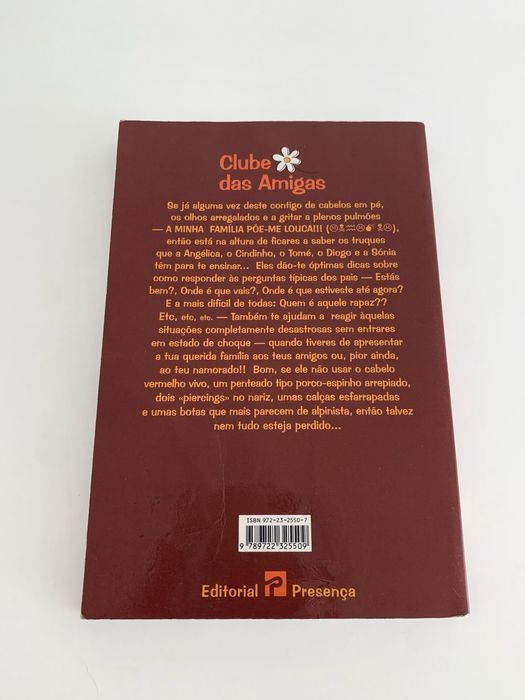 Clube
das Amigas
Se já alguma vez deste contigo de cabelos em pé,
os olhos arregalados e a gritar a plenos pulmões
— A MINHA FAMÍLIA PÕE-ME LOUCA!!! (☹☠♒☹💣☠☹),
então está na altura de ficares a saber os truques
que a Angélica, o Cindinho, o Tomé, o Diogo e a Sónia
têm para te ensinar... Eles dão-te óptimas dicas sobre
como responder às perguntas típicas dos pais — Estás
bem?, Onde é que vais?, Onde é que estiveste até agora?
E a mais difícil de todas: Quem é aquele rapaz??
Etc, etc, etc. — Também te ajudam a reagir àquelas
situações completamente desastrosas sem entrares
em estado de choque — quando tiveres de apresentar
a tua querida família aos teus amigos ou, pior ainda,
ao teu namorado!! Bom, se ele não usar o cabelo
vermelho vivo, um penteado tipo porco-espinho arrepiado,
dois «piercings» no nariz, umas calças esfarrapadas
e umas botas que mais parecem de alpinista, então talvez
nem tudo esteja perdido...
ISBN 972-23-2550-7
9 789722 325509
Editorial P Presença